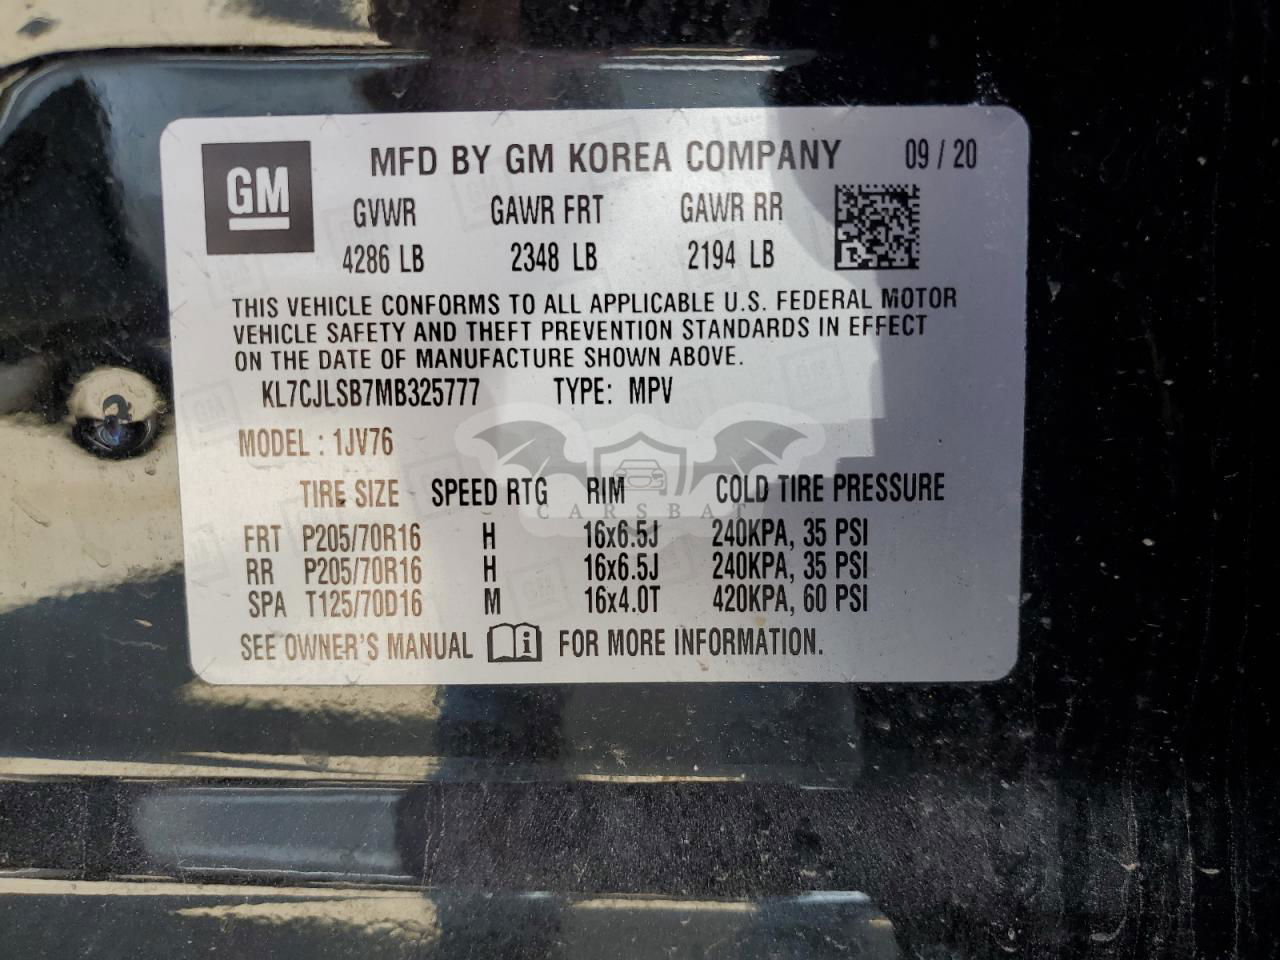 GM
MFD BY GM KOREA COMPANY 09 / 20
GVWR GAWR FRT GAWR RR
4286 LB 2348 LB 2194 LB
THIS VEHICLE CONFORMS TO ALL APPLICABLE U.S. FEDERAL MOTOR
VEHICLE SAFETY AND THEFT PREVENTION STANDARDS IN EFFECT
ON THE DATE OF MANUFACTURE SHOWN ABOVE.
KL7CJLSB7MB325777 TYPE: MPV
MODEL : 1JV76
TIRE SIZE SPEED RTG RIM COLD TIRE PRESSURE
CARSBAT
FRT P205/70R16 H 16x6.5J 240KPA, 35 PSI
RR P205/70R16 H 16x6.5J 240KPA, 35 PSI
SPA T125/70D16 M 16x4.0T 420KPA, 60 PSI
SEE OWNER'S MANUAL i FOR MORE INFORMATION.